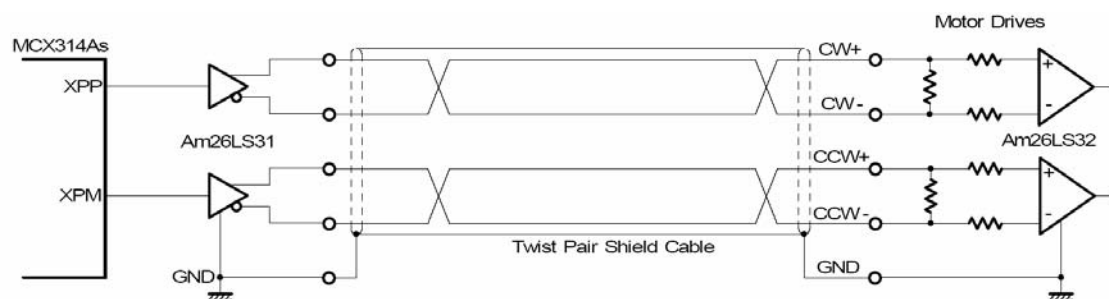 Motor Drives
MCX314As
CW+
XPP
CW-
Am26LS31
Am26LS32
CCW+
+
-
XPM
+
-
CCW-
Twist Pair Shield Cable
GND
GND